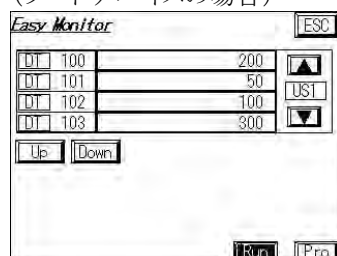 Easy Monitor ESC
DT 100 200
DT 101 50
US1
DT 102 100
DT 103 300
Up Down
Run Pro